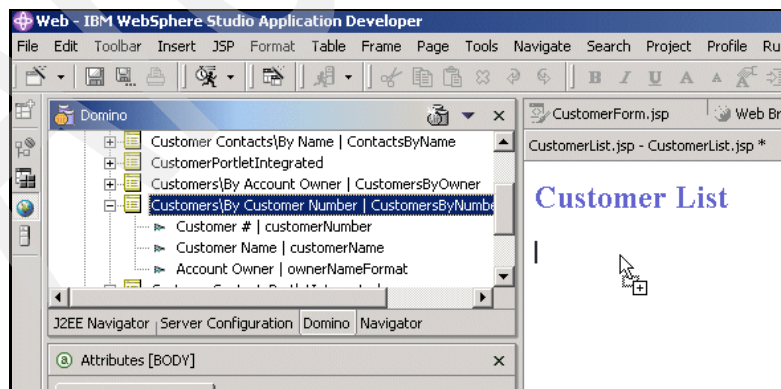 Web - IBM WebSphere Studio Application Developer
File Edit Toolbar Insert JSP Format Table Frame Page Tools Navigate Search Project Profile Ru
B I U A A
Domino
Customer Contacts\By Name | ContactsByName
CustomerPortletIntegrated
Customers\By Account Owner | CustomersByOwner
Customers\By Customer Number | CustomersByNumbe
Customer # | customerNumber
Customer Name | customerName
Account Owner | ownerNameFormat
J2EE Navigator Server Configuration Domino Navigator
Attributes [BODY]
CustomerForm.jsp Web Br
CustomerList.jsp - CustomerList.jsp *
Customer List